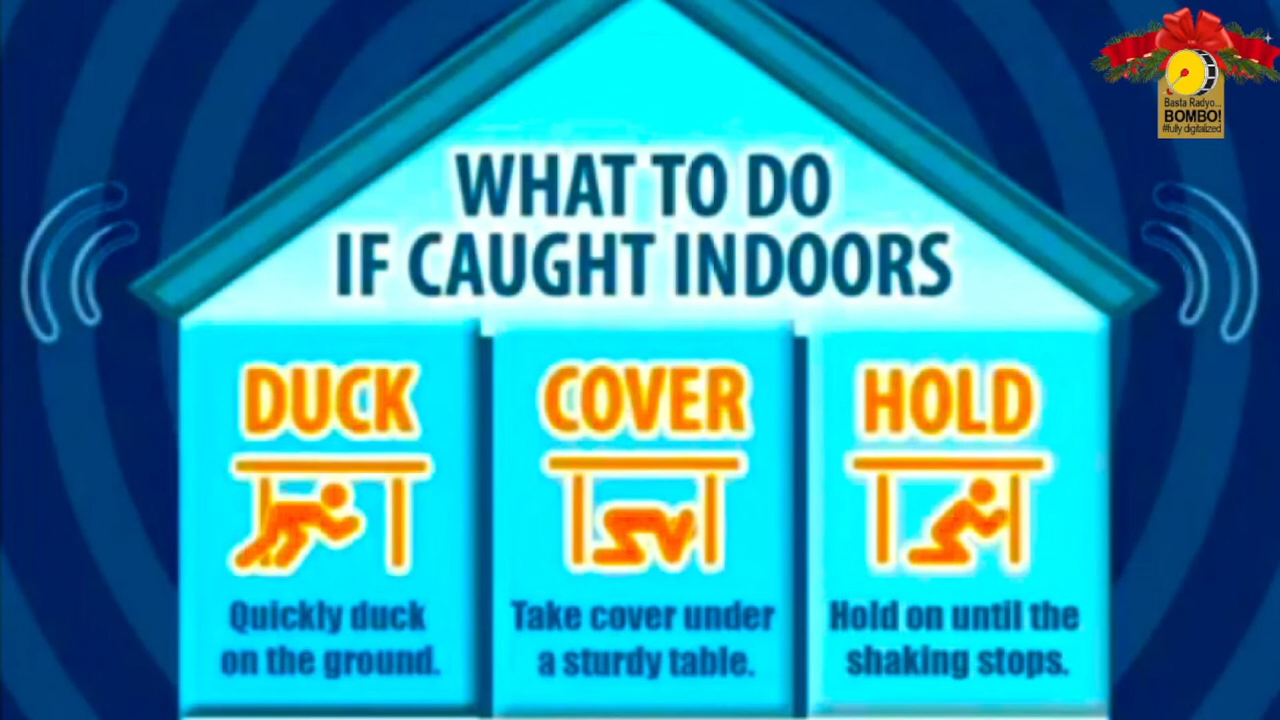 Basta Radyo...
BOMBO!
#fully digitalized
WHAT TO DO
IF CAUGHT INDOORS
DUCK
Quickly duck
on the ground.
COVER
Take cover under
a sturdy table.
HOLD
Hold on until the
shaking stops.